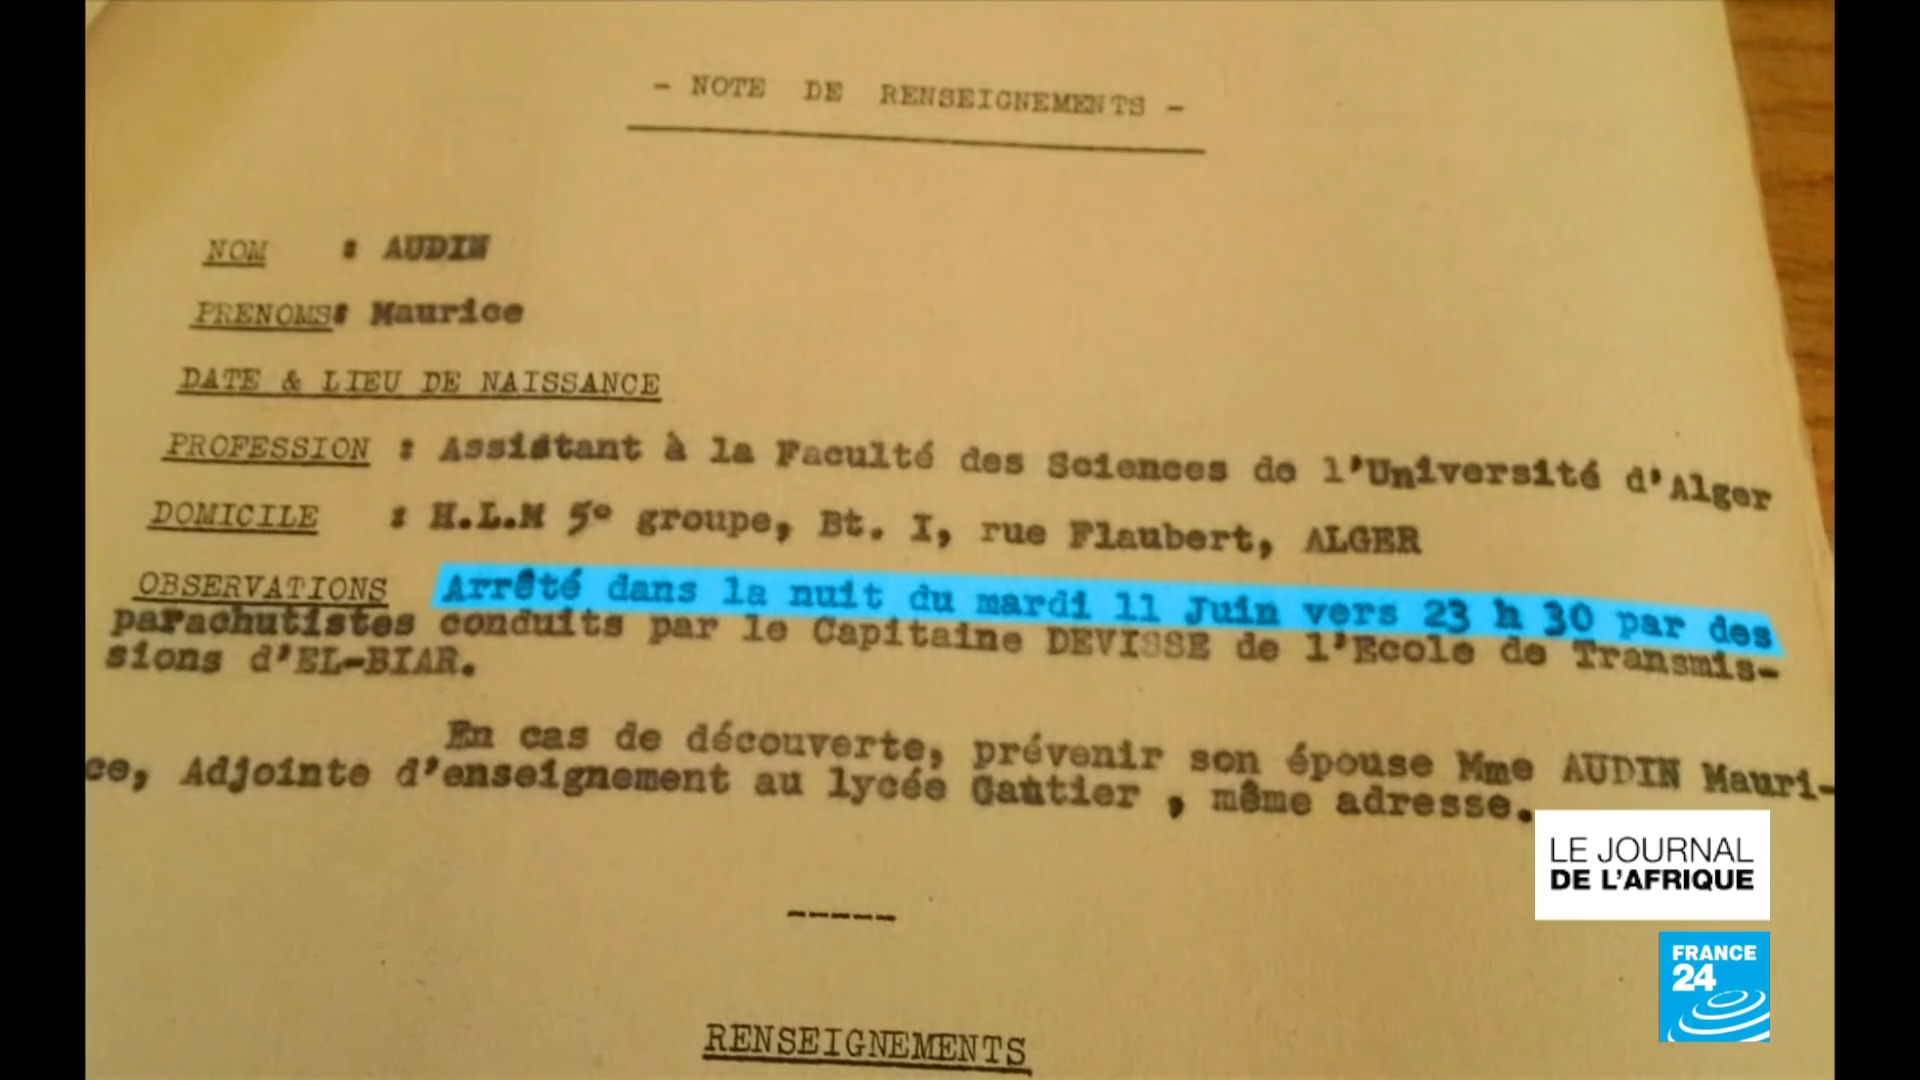 - NOTE DE RENSEIGNEMENTS -
NOM : AUDIN
PRENOMS: Maurice
DATE & LIEU DE NAISSANCE
PROFESSION : Assistant à la Faculté des Sciences de l'Université d'Alger
DOMICILE : H.L.M 5° groupe, Bt. I, rue Flaubert, ALGER
OBSERVATIONS Arrêté dans la nuit du mardi 11 Juin vers 23 h 30 par des
parachutistes conduits par le Capitaine DEVISSE de l'Ecole de Transmis-
sions d'EL-BIAR.
En cas de découverte, prévenir son épouse Mme AUDIN Mauri-
ce, Adjointe d'enseignement au lycée Gautier , même adresse.
-----
RENSEIGNEMENTS
LE JOURNAL
DE L'AFRIQUE
FRANCE
24